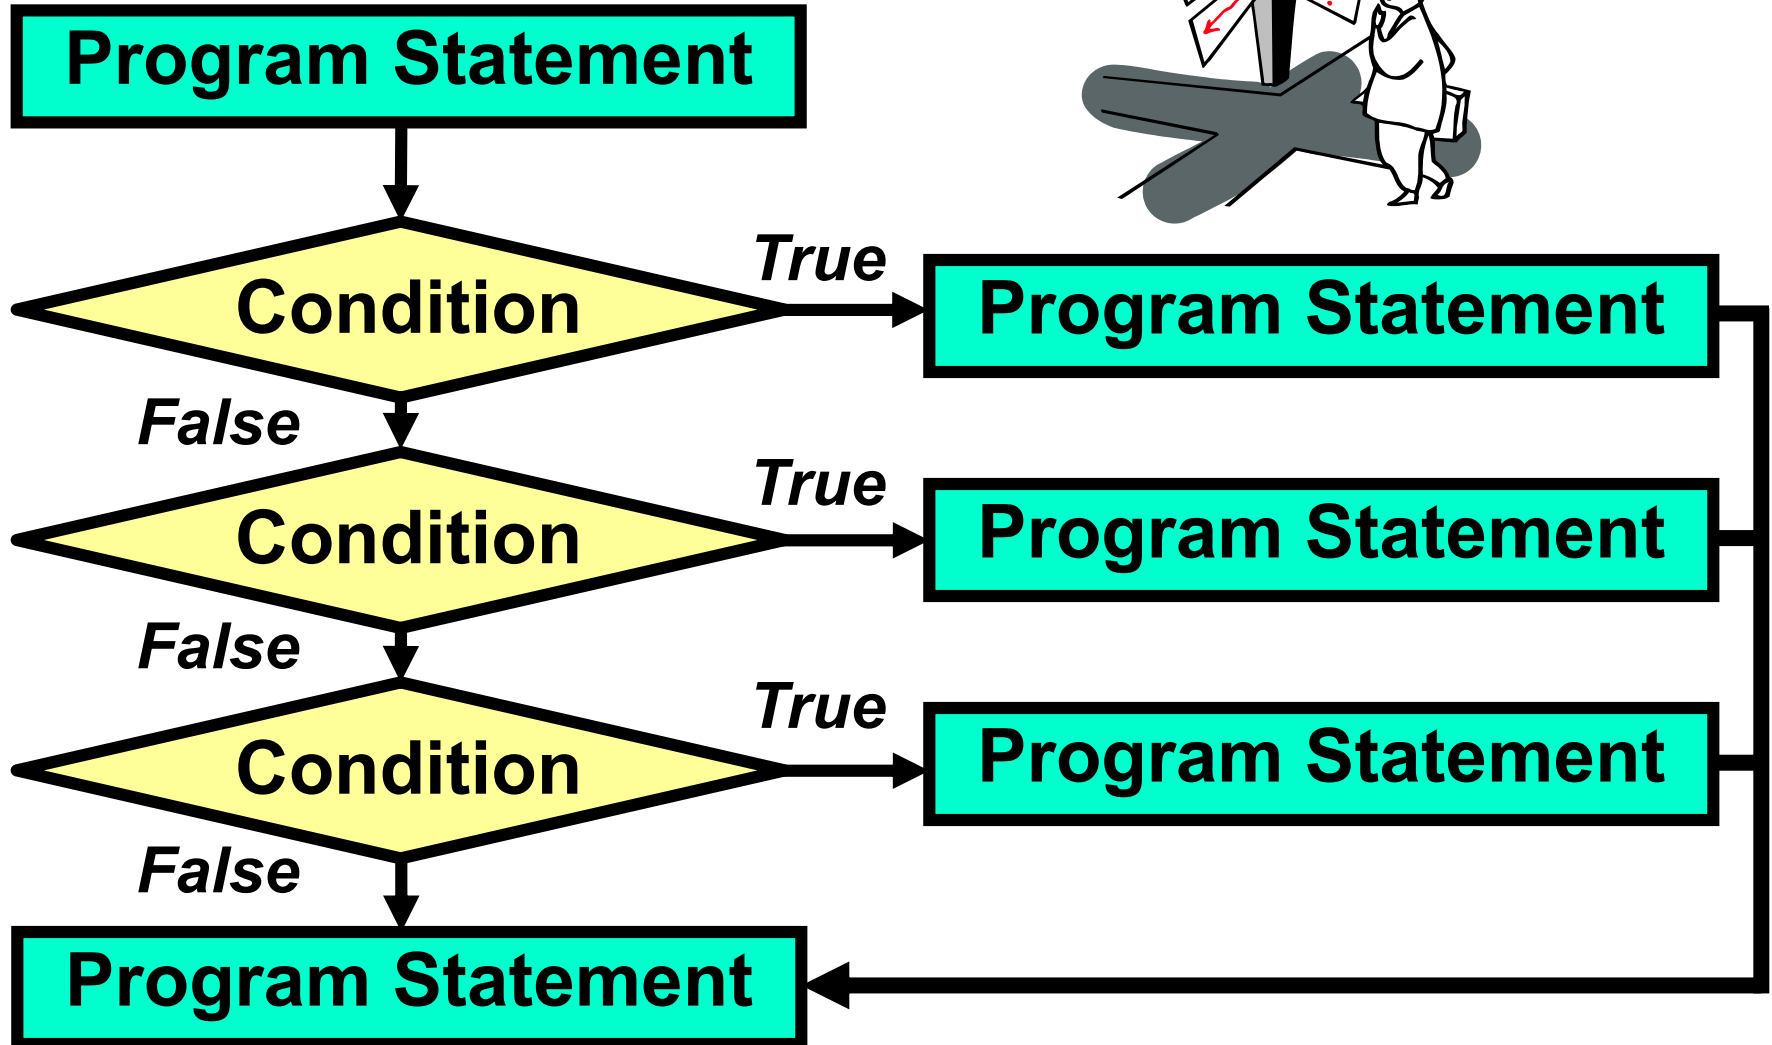 Program Statement
True
Condition
Program Statement
False
True
Condition
Program Statement
False
True
Condition
Program Statement
False
Program Statement